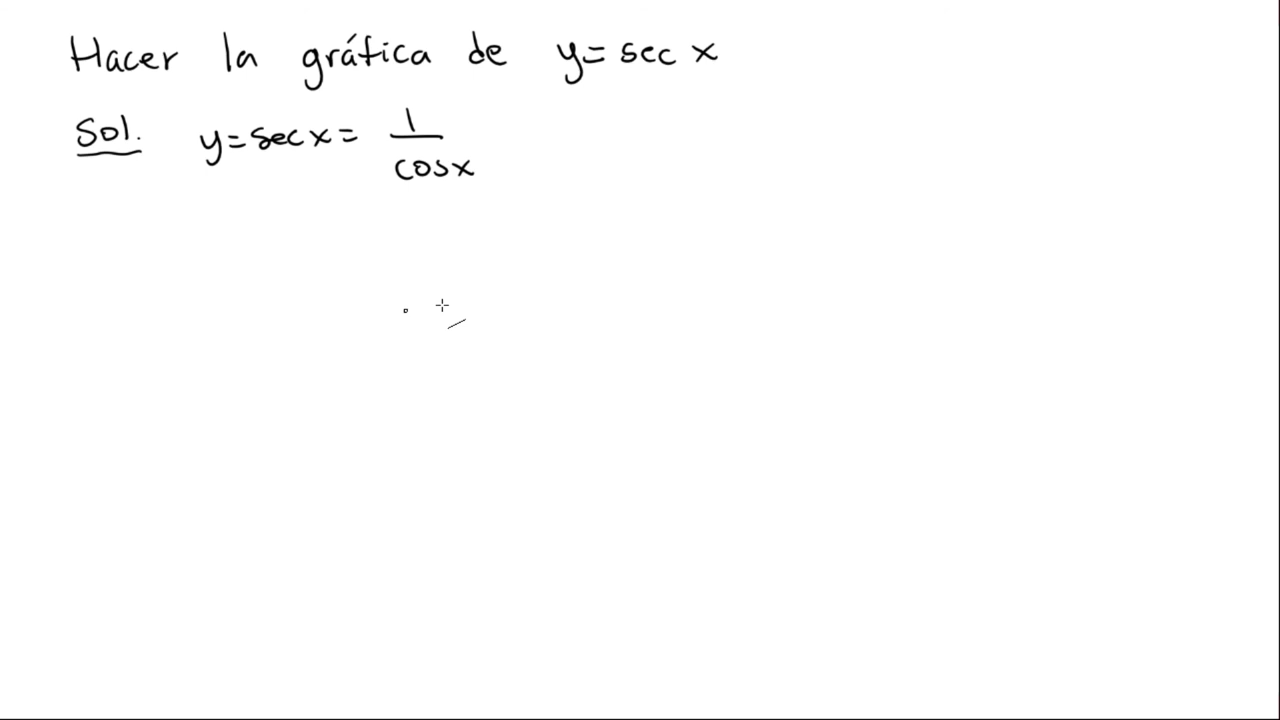 Hacer la gráfica de y = sec x
Sol. y = sec x = 1/cos x